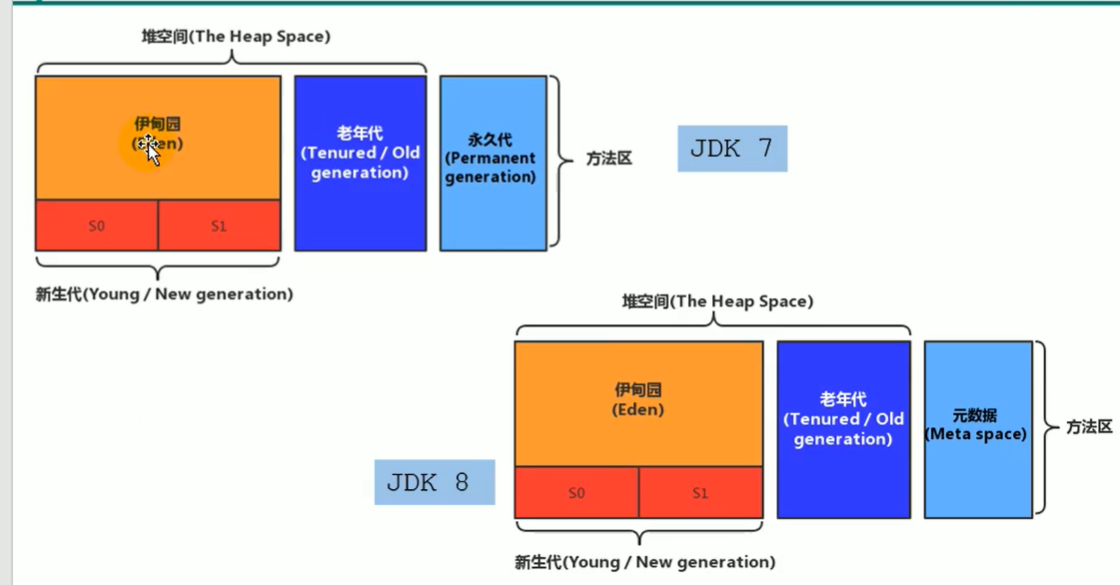 堆空间(The Heap Space)
伊甸园
老年代
(Tenured / Old
generation)
永久代
(Permanent
generation)
方法区
JDK 7
S0
S1
新生代(Young / New generation)
堆空间(The Heap Space)
伊甸园
(Eden)
老年代
(Tenured / Old
generation)
元数据
(Meta space)
方法区
JDK 8
S0
S1
新生代(Young / New generation)